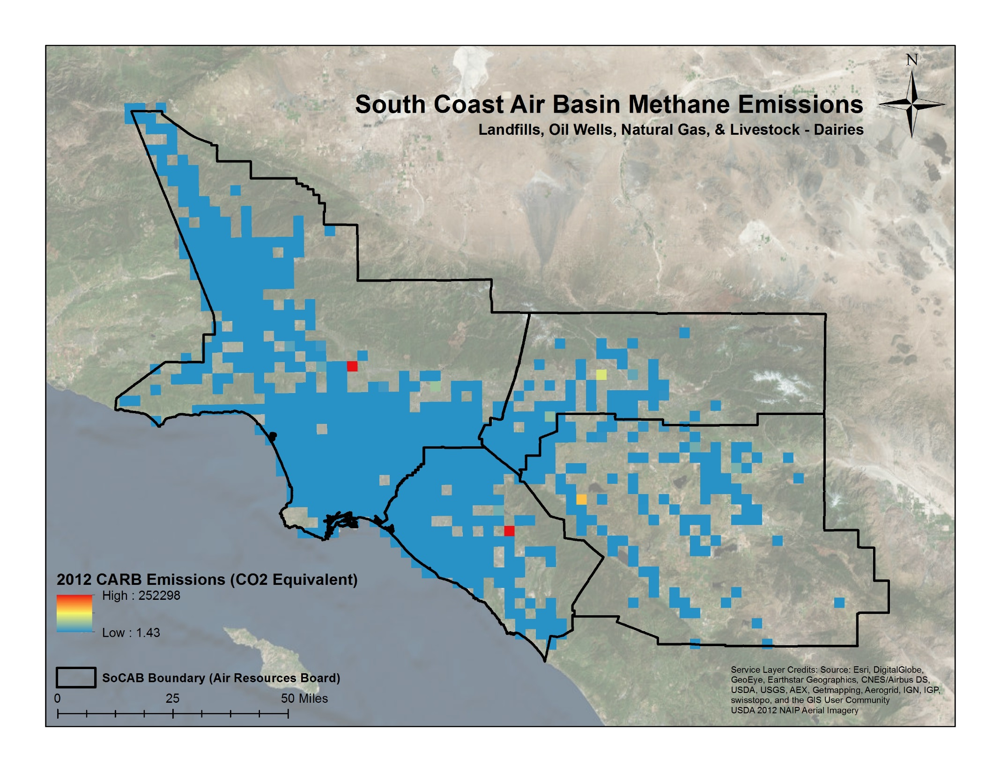 N
South Coast Air Basin Methane Emissions
Landfills, Oil Wells, Natural Gas, & Livestock - Dairies
2012 CARB Emissions (CO2 Equivalent)
High : 252298
Low : 1.43
SoCAB Boundary (Air Resources Board)
0 25 50 Miles
Service Layer Credits: Source: Esri, DigitalGlobe,
GeoEye, Earthstar Geographics, CNES/Airbus DS,
USDA, USGS, AEX, Getmapping, Aerogrid, IGN, IGP,
swisstopo, and the GIS User Community
USDA 2012 NAIP Aerial Imagery